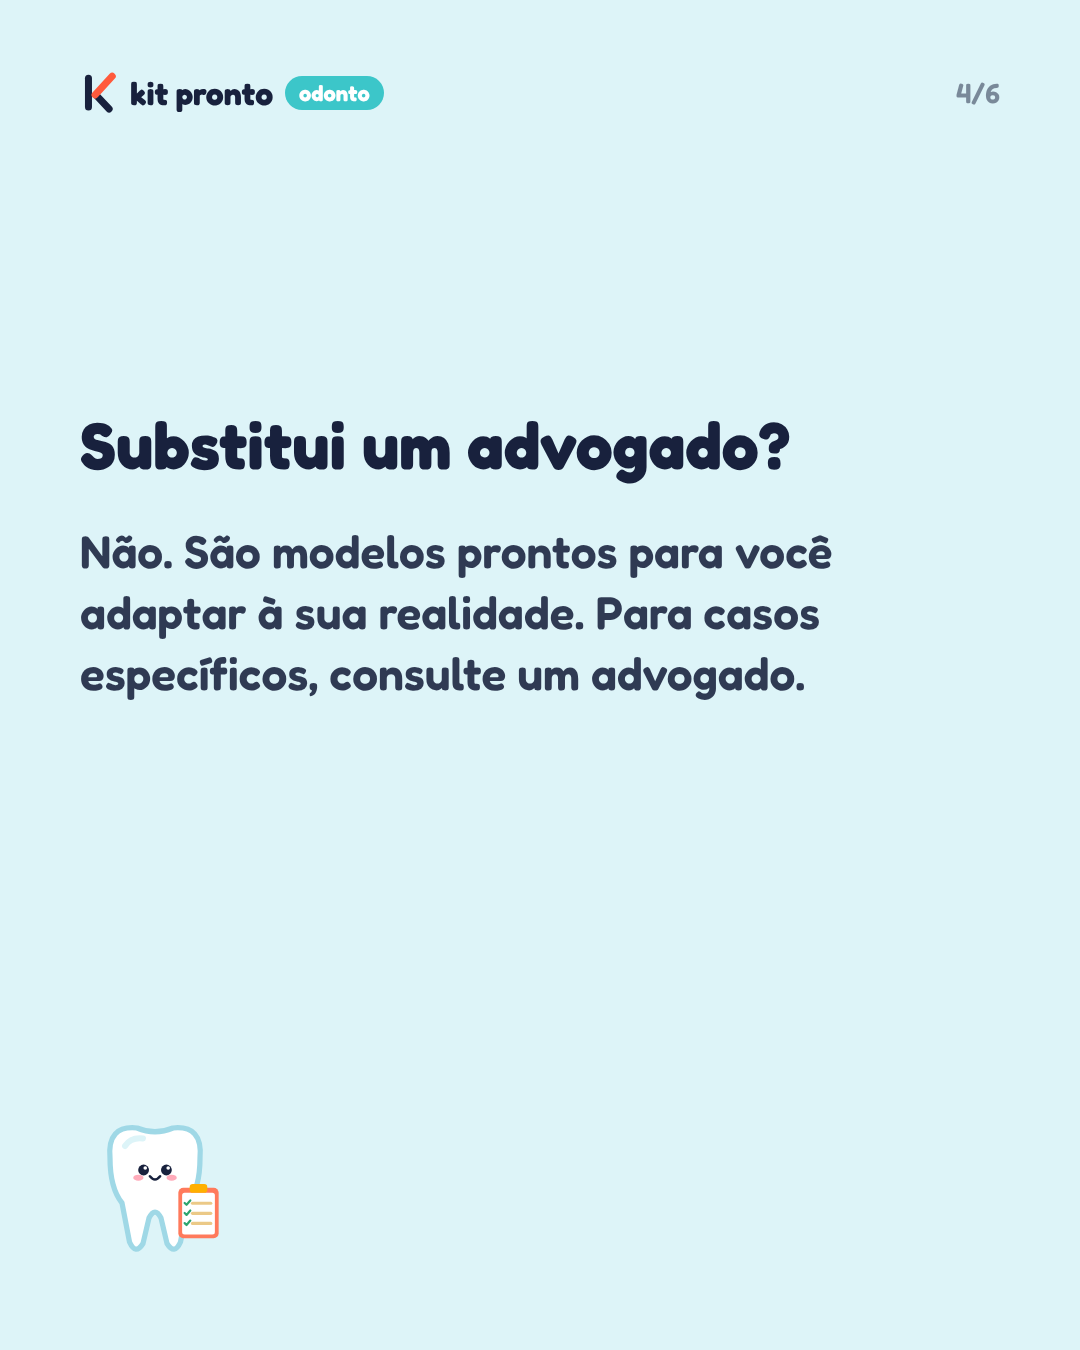 kit pronto odonto
4/6
Substitui um advogado?
Não. São modelos prontos para você
adaptar à sua realidade. Para casos
específicos, consulte um advogado.